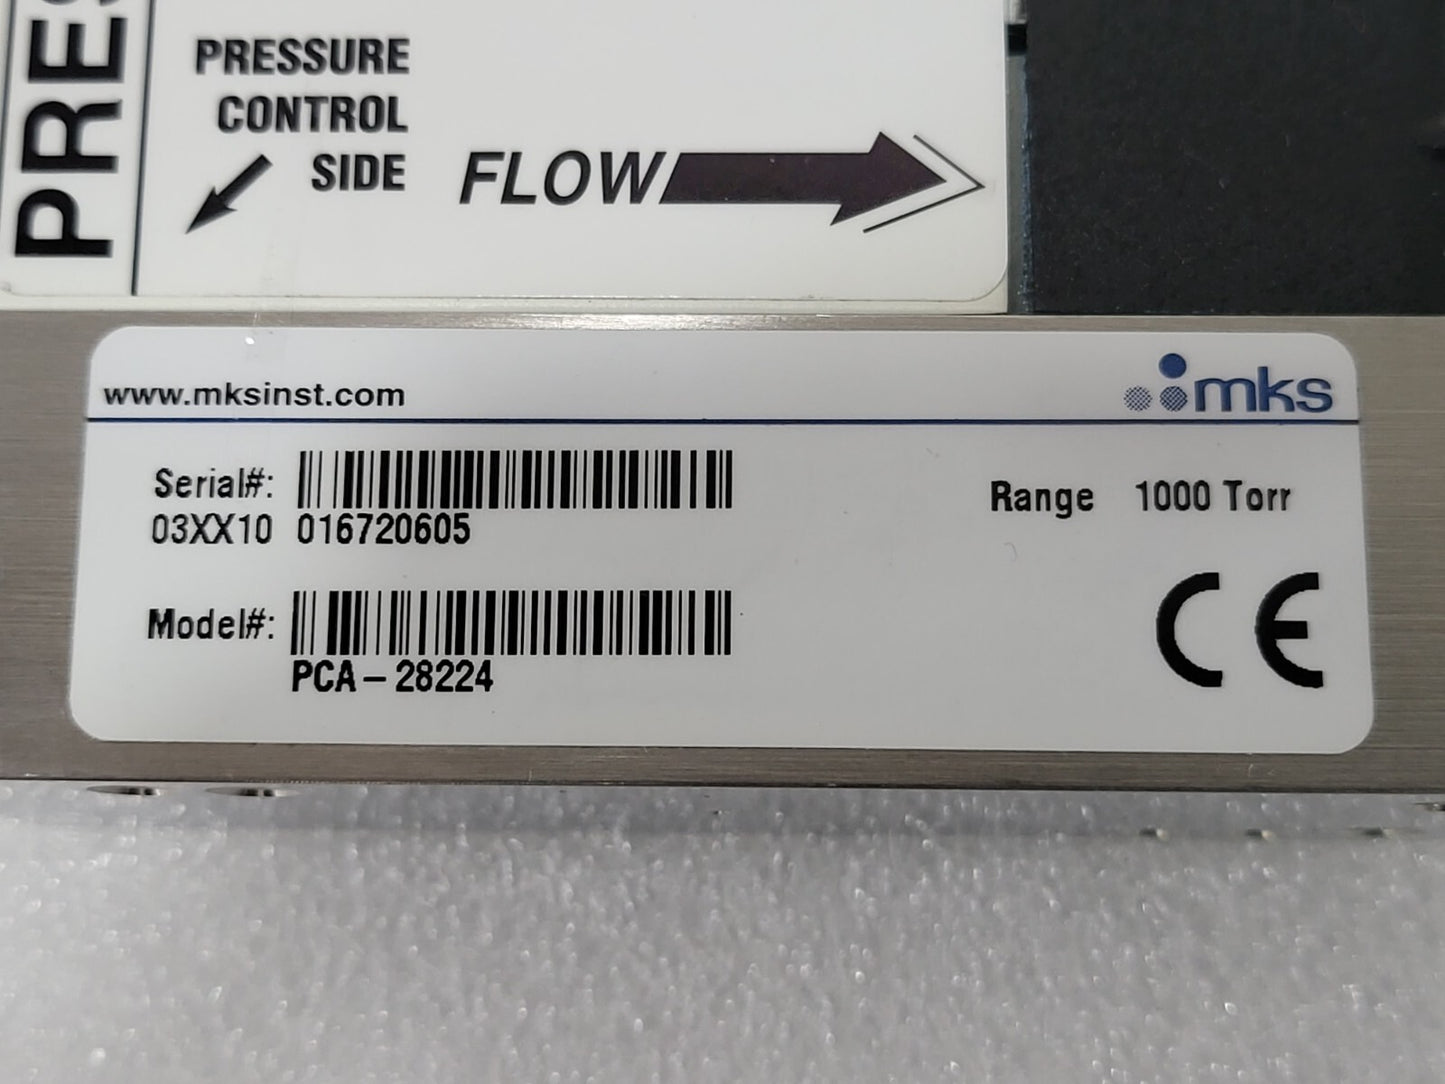 PRES
PRESSURE
CONTROL
SIDE
FLOW
www.mksinst.com
mks
Serial#:
03XX10 016720605
Range 1000 Torr
Model#:
PCA-28224
CE